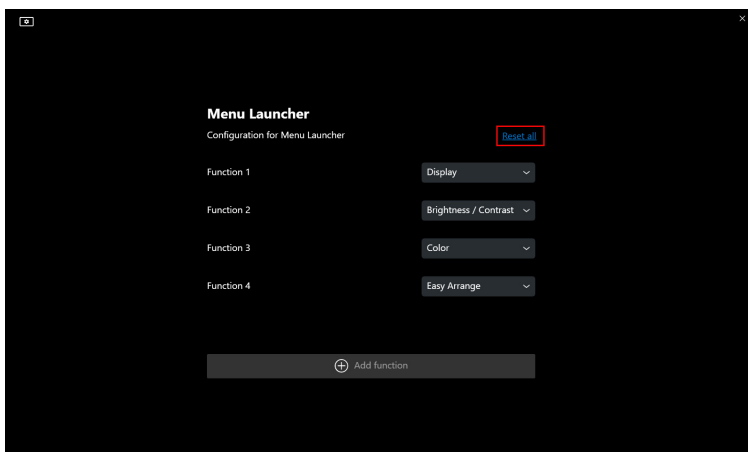 Menu Launcher
Configuration for Menu Launcher
Reset all
Function 1
Display
Function 2
Brightness / Contrast
Function 3
Color
Function 4
Easy Arrange
Add function